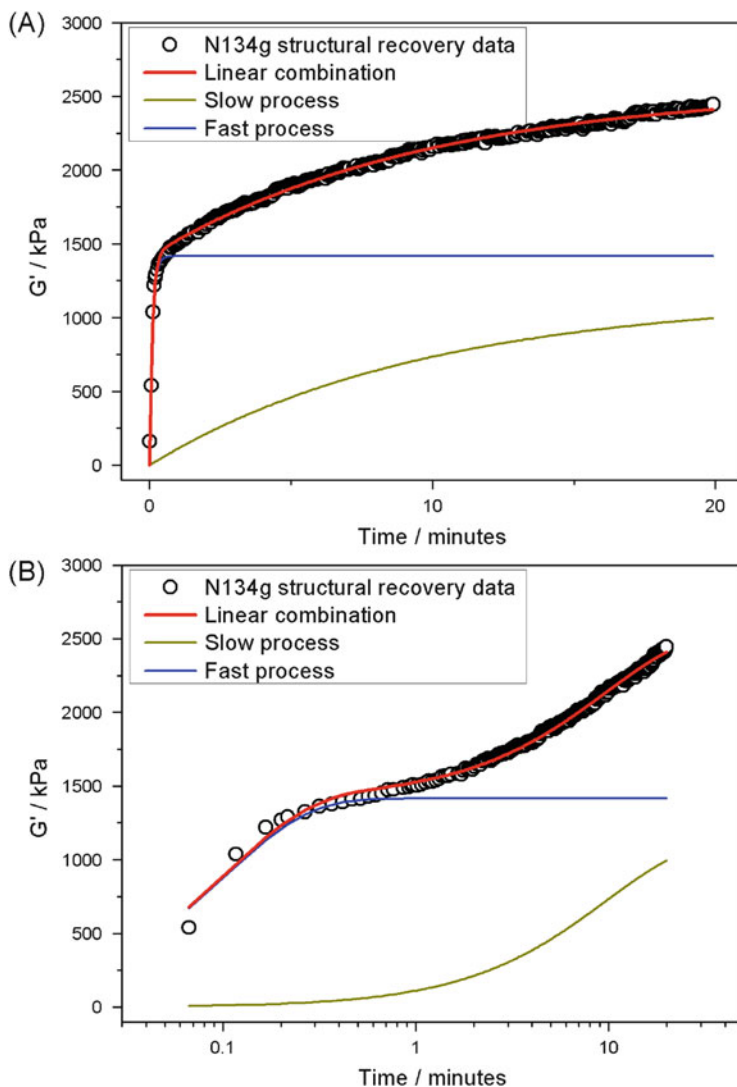 (A)
3000
2500
2000
1500
1000
500
0
G' / kPa
N134g structural recovery data
Linear combination
Slow process
Fast process
0
10
20
Time / minutes
(B)
3000
2500
2000
1500
1000
500
0
G' / kPa
N134g structural recovery data
Linear combination
Slow process
Fast process
0.1
1
10
Time / minutes